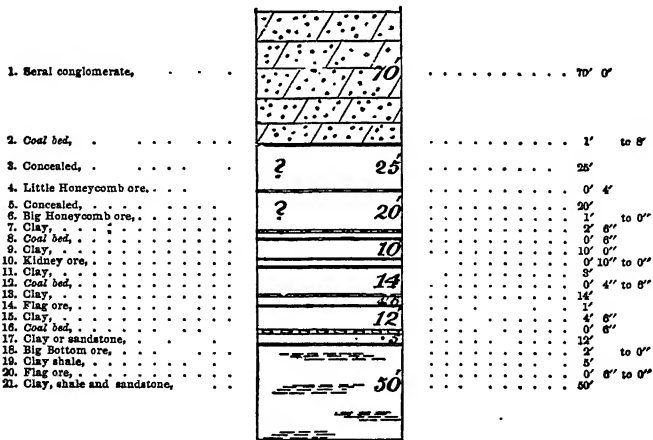 1. Seral conglomerate, . . . . 70' . . . . . . . . . . 70' 0"
2. Coal bed, . . . . . . . . . . . . . . . 1' to 8'
3. Concealed, . . . . . ? 25' . . . . . . . . . . 25'
4. Little Honeycomb ore, . . . . . . . . . . . . . . 0' 4'
5. Concealed, . . . . . ? 20' . . . . . . . . . . 20'
6. Big Honeycomb ore, . . . . . . . . . . . . . . 1' to 0"
7. Clay, . . . . . . . . . . . . . . . . 2' 6"
8. Coal bed, . . . . . . . . . . . . . . . 0' 6"
9. Clay, . . . . . . 10 . . . . . . . . . . 10' 0"
10. Kidney ore, . . . . . . . . . . . . . . . 0' 10" to 0"
11. Clay, . . . . . . . . . . . . . . . . 3'
12. Coal bed, . . . . . . . . . . . . . . . 0' 4" to 6"
13. Clay, . . . . . . 14 . . . . . . . . . . 14'
14. Flag ore, . . . . . . . . . . . . . . . 1'
15. Clay, . . . . . . . . . . . . . . . . 4' 6"
16. Coal bed, . . . . . . . . . . . . . . . 0' 6"
17. Clay or sandstone, . . . . 12 . . . . . . . . . . 12'
18. Big Bottom ore, . . . . . . . . . . . . . . 2' to 0"
19. Clay shale, . . . . . 5 . . . . . . . . . . 5'
20. Flag ore, . . . . . . . . . . . . . . . 0' 6" to 0"
21. Clay, shale and sandstone, . . . 50' . . . . . . . . . . 50'